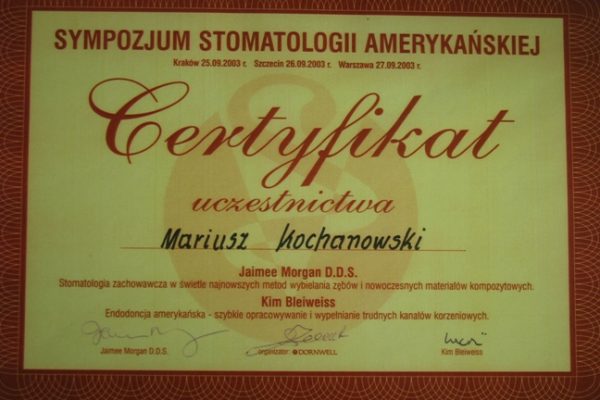 SYMPOZJUM STOMATOLOGII AMERYKAŃSKIEJ
Kraków 25.09.2003 r. Szczecin 26.09.2003 r. Warszawa 27.09.2003 r.
Certyfikat
uczestnictwa
Mariusz Kochanowski
Jaimee Morgan D.D.S.
Stomatologia zachowawcza w świetle najnowszych metod wybielania zębów i nowoczesnych materiałów kompozytowych.
Kim Bleiweiss
Endodoncja amerykańska - szybkie opracowywanie i wypełnianie trudnych kanałów korzeniowych.
Jaimee Morgan D.D.S. organizator: DORNWELL Kim Bleiweiss